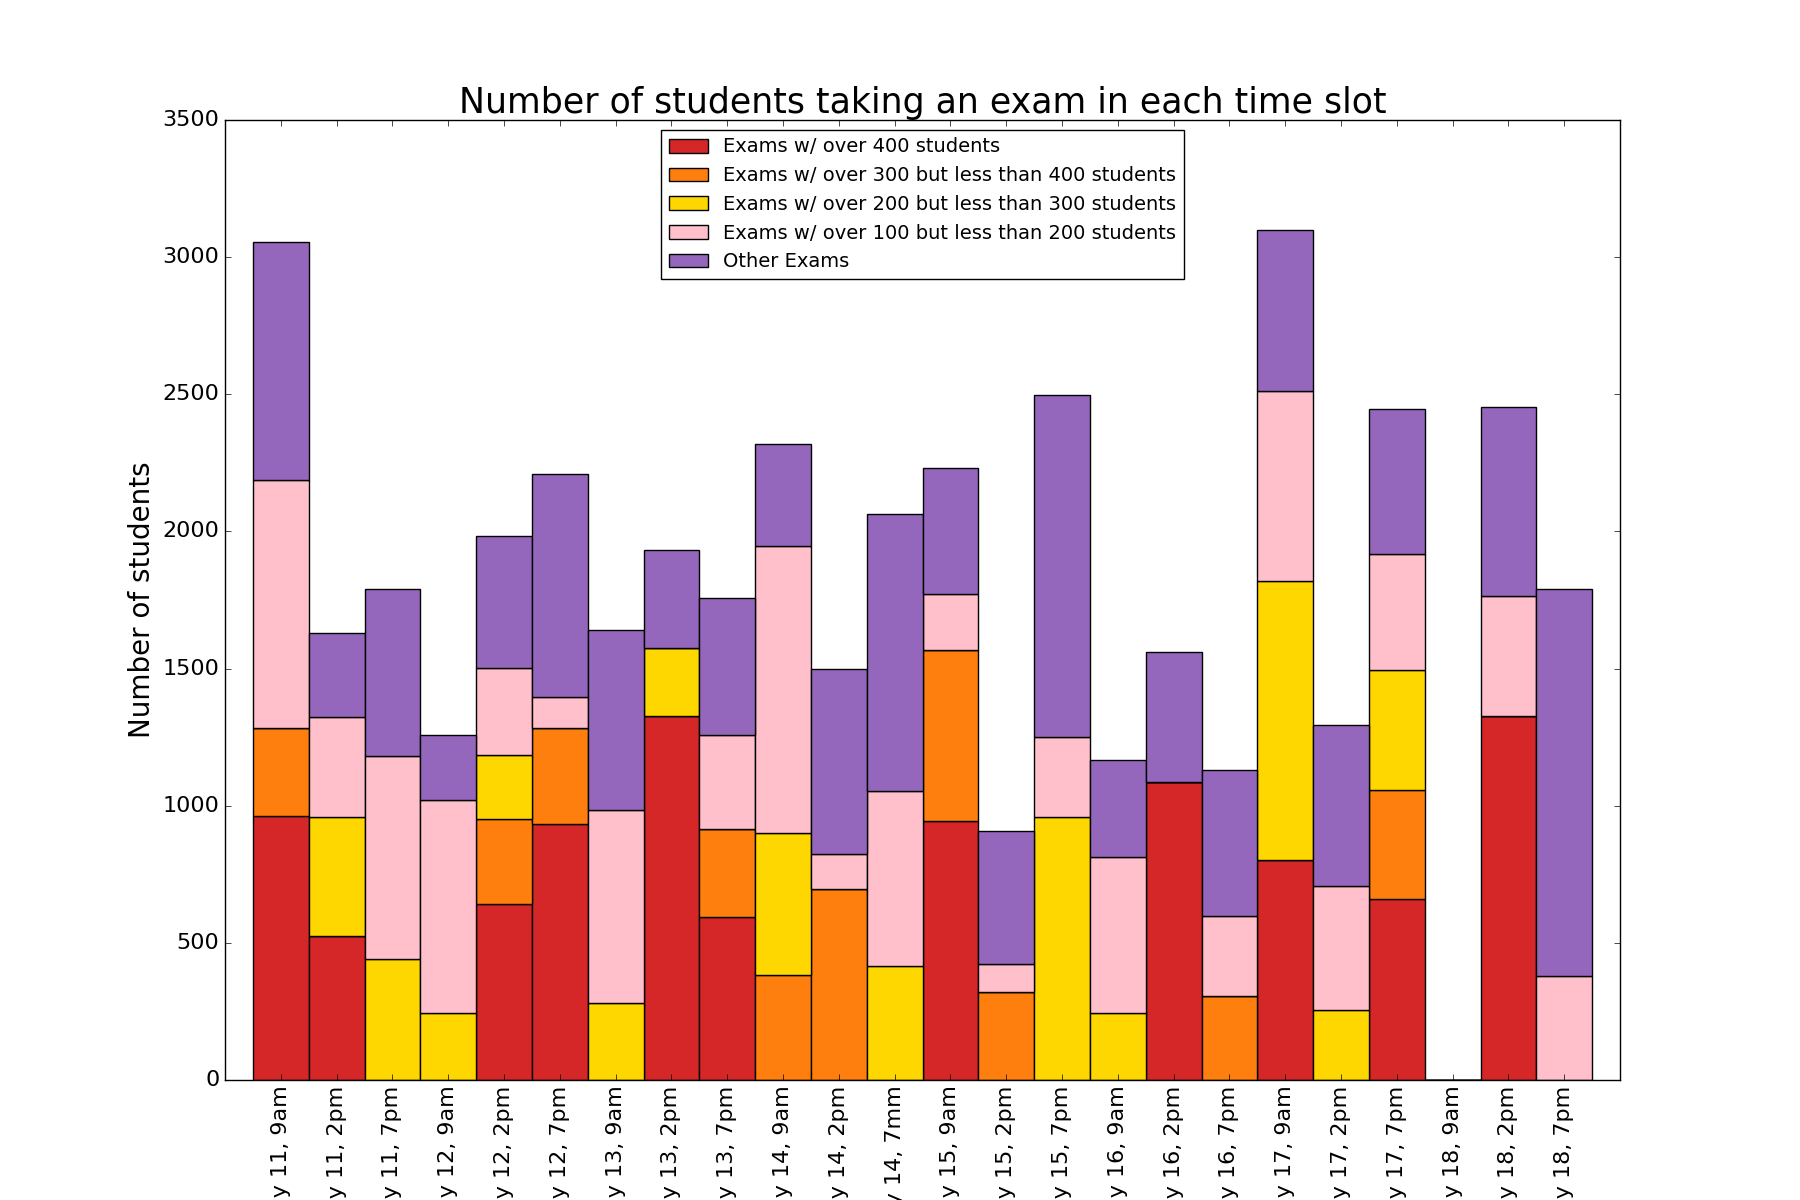 Number of students taking an exam in each time slot
Exams w/ over 400 students
Exams w/ over 300 but less than 400 students
Exams w/ over 200 but less than 300 students
Exams w/ over 100 but less than 200 students
Other Exams
Number of students
3500
3000
2500
2000
1500
1000
500
0
y 11, 9am
y 11, 2pm
y 11, 7pm
y 12, 9am
y 12, 2pm
y 12, 7pm
y 13, 9am
y 13, 2pm
y 13, 7pm
y 14, 9am
y 14, 2pm
y 14, 7mm
y 15, 9am
y 15, 2pm
y 15, 7pm
y 16, 9am
y 16, 2pm
y 16, 7pm
y 17, 9am
y 17, 2pm
y 17, 7pm
y 18, 9am
y 18, 2pm
y 18, 7pm